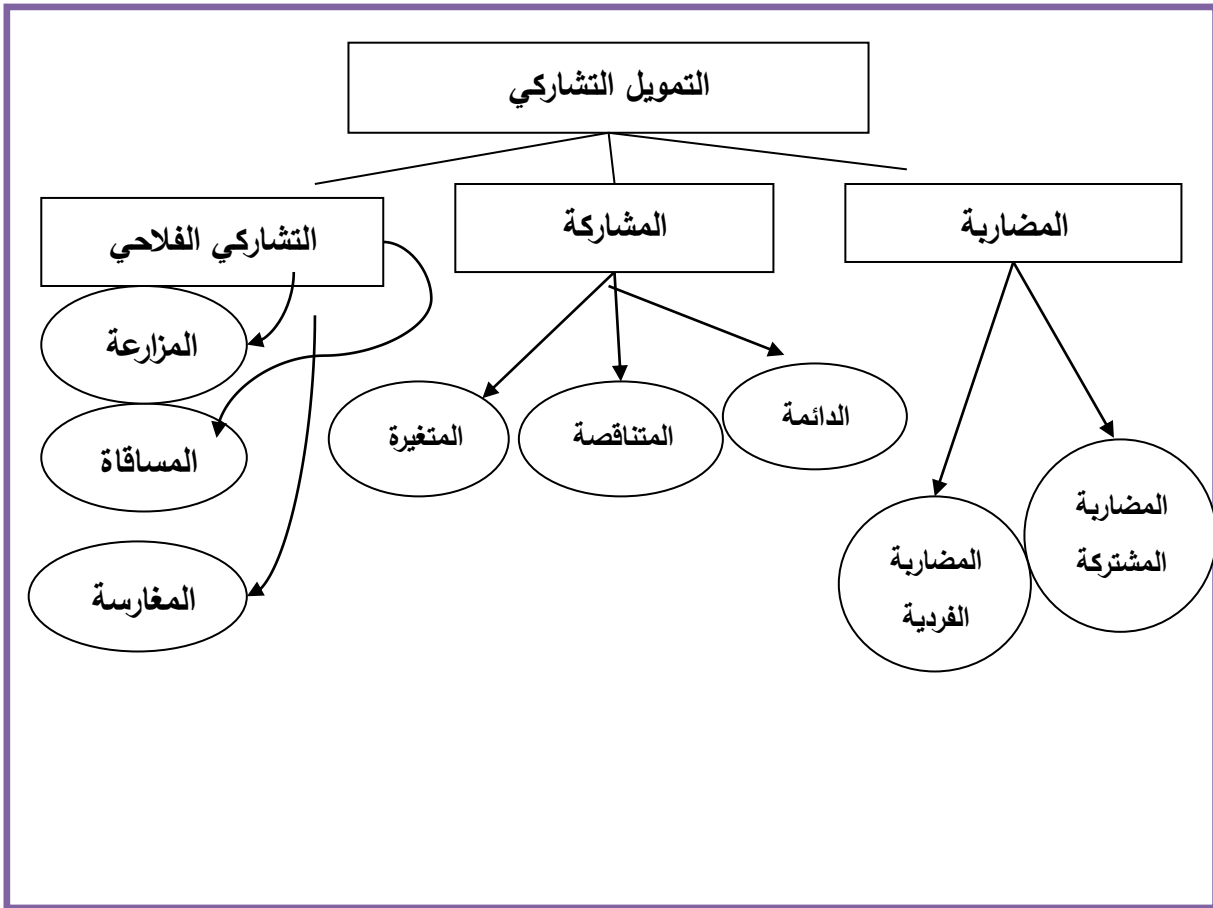 التمويل التشاركي
المضاربة
المشاركة
التشاركي الفلاحي
المزارعة
المساقاة
المغارسة
الدائمة
المتناقصة
المتغيرة
المضاربة
المشتركة
المضاربة
الفردية